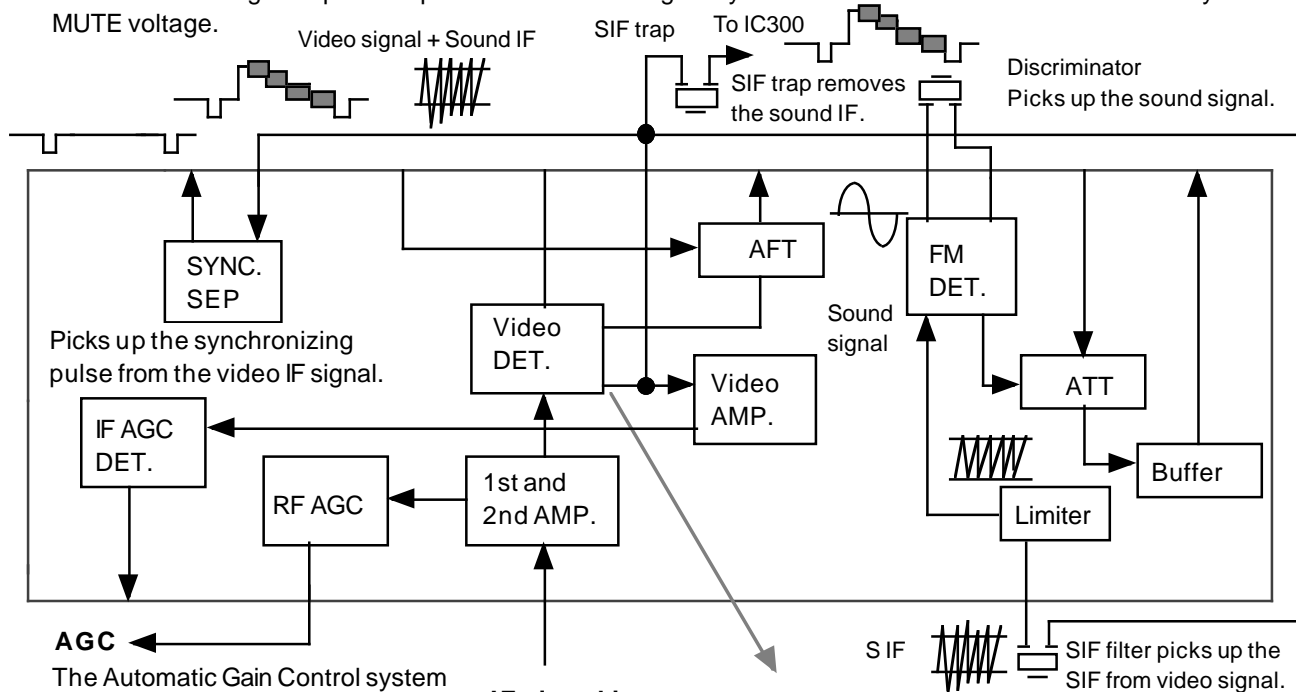 MUTE voltage.
Video signal + Sound IF
SIF trap
To IC300
SIF trap removes
the sound IF.
Discriminator
Picks up the sound signal.
SYNC.
SEP
AFT
FM
DET.
Picks up the synchronizing
pulse from the video IF signal.
Video
DET.
Sound
signal
Video
AMP.
ATT
IF AGC
DET.
RF AGC
1st and
2nd AMP.
Buffer
Limiter
AGC
The Automatic Gain Control system
S IF
SIF filter picks up the
SIF from video signal.